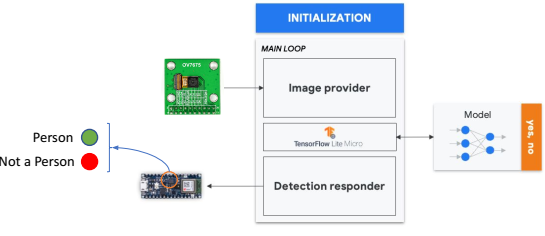 INITIALIZATION
MAIN LOOP
OV7675
Image provider
Person
Not a Person
TensorFlow Lite Micro
Model
yes, no
Detection responder